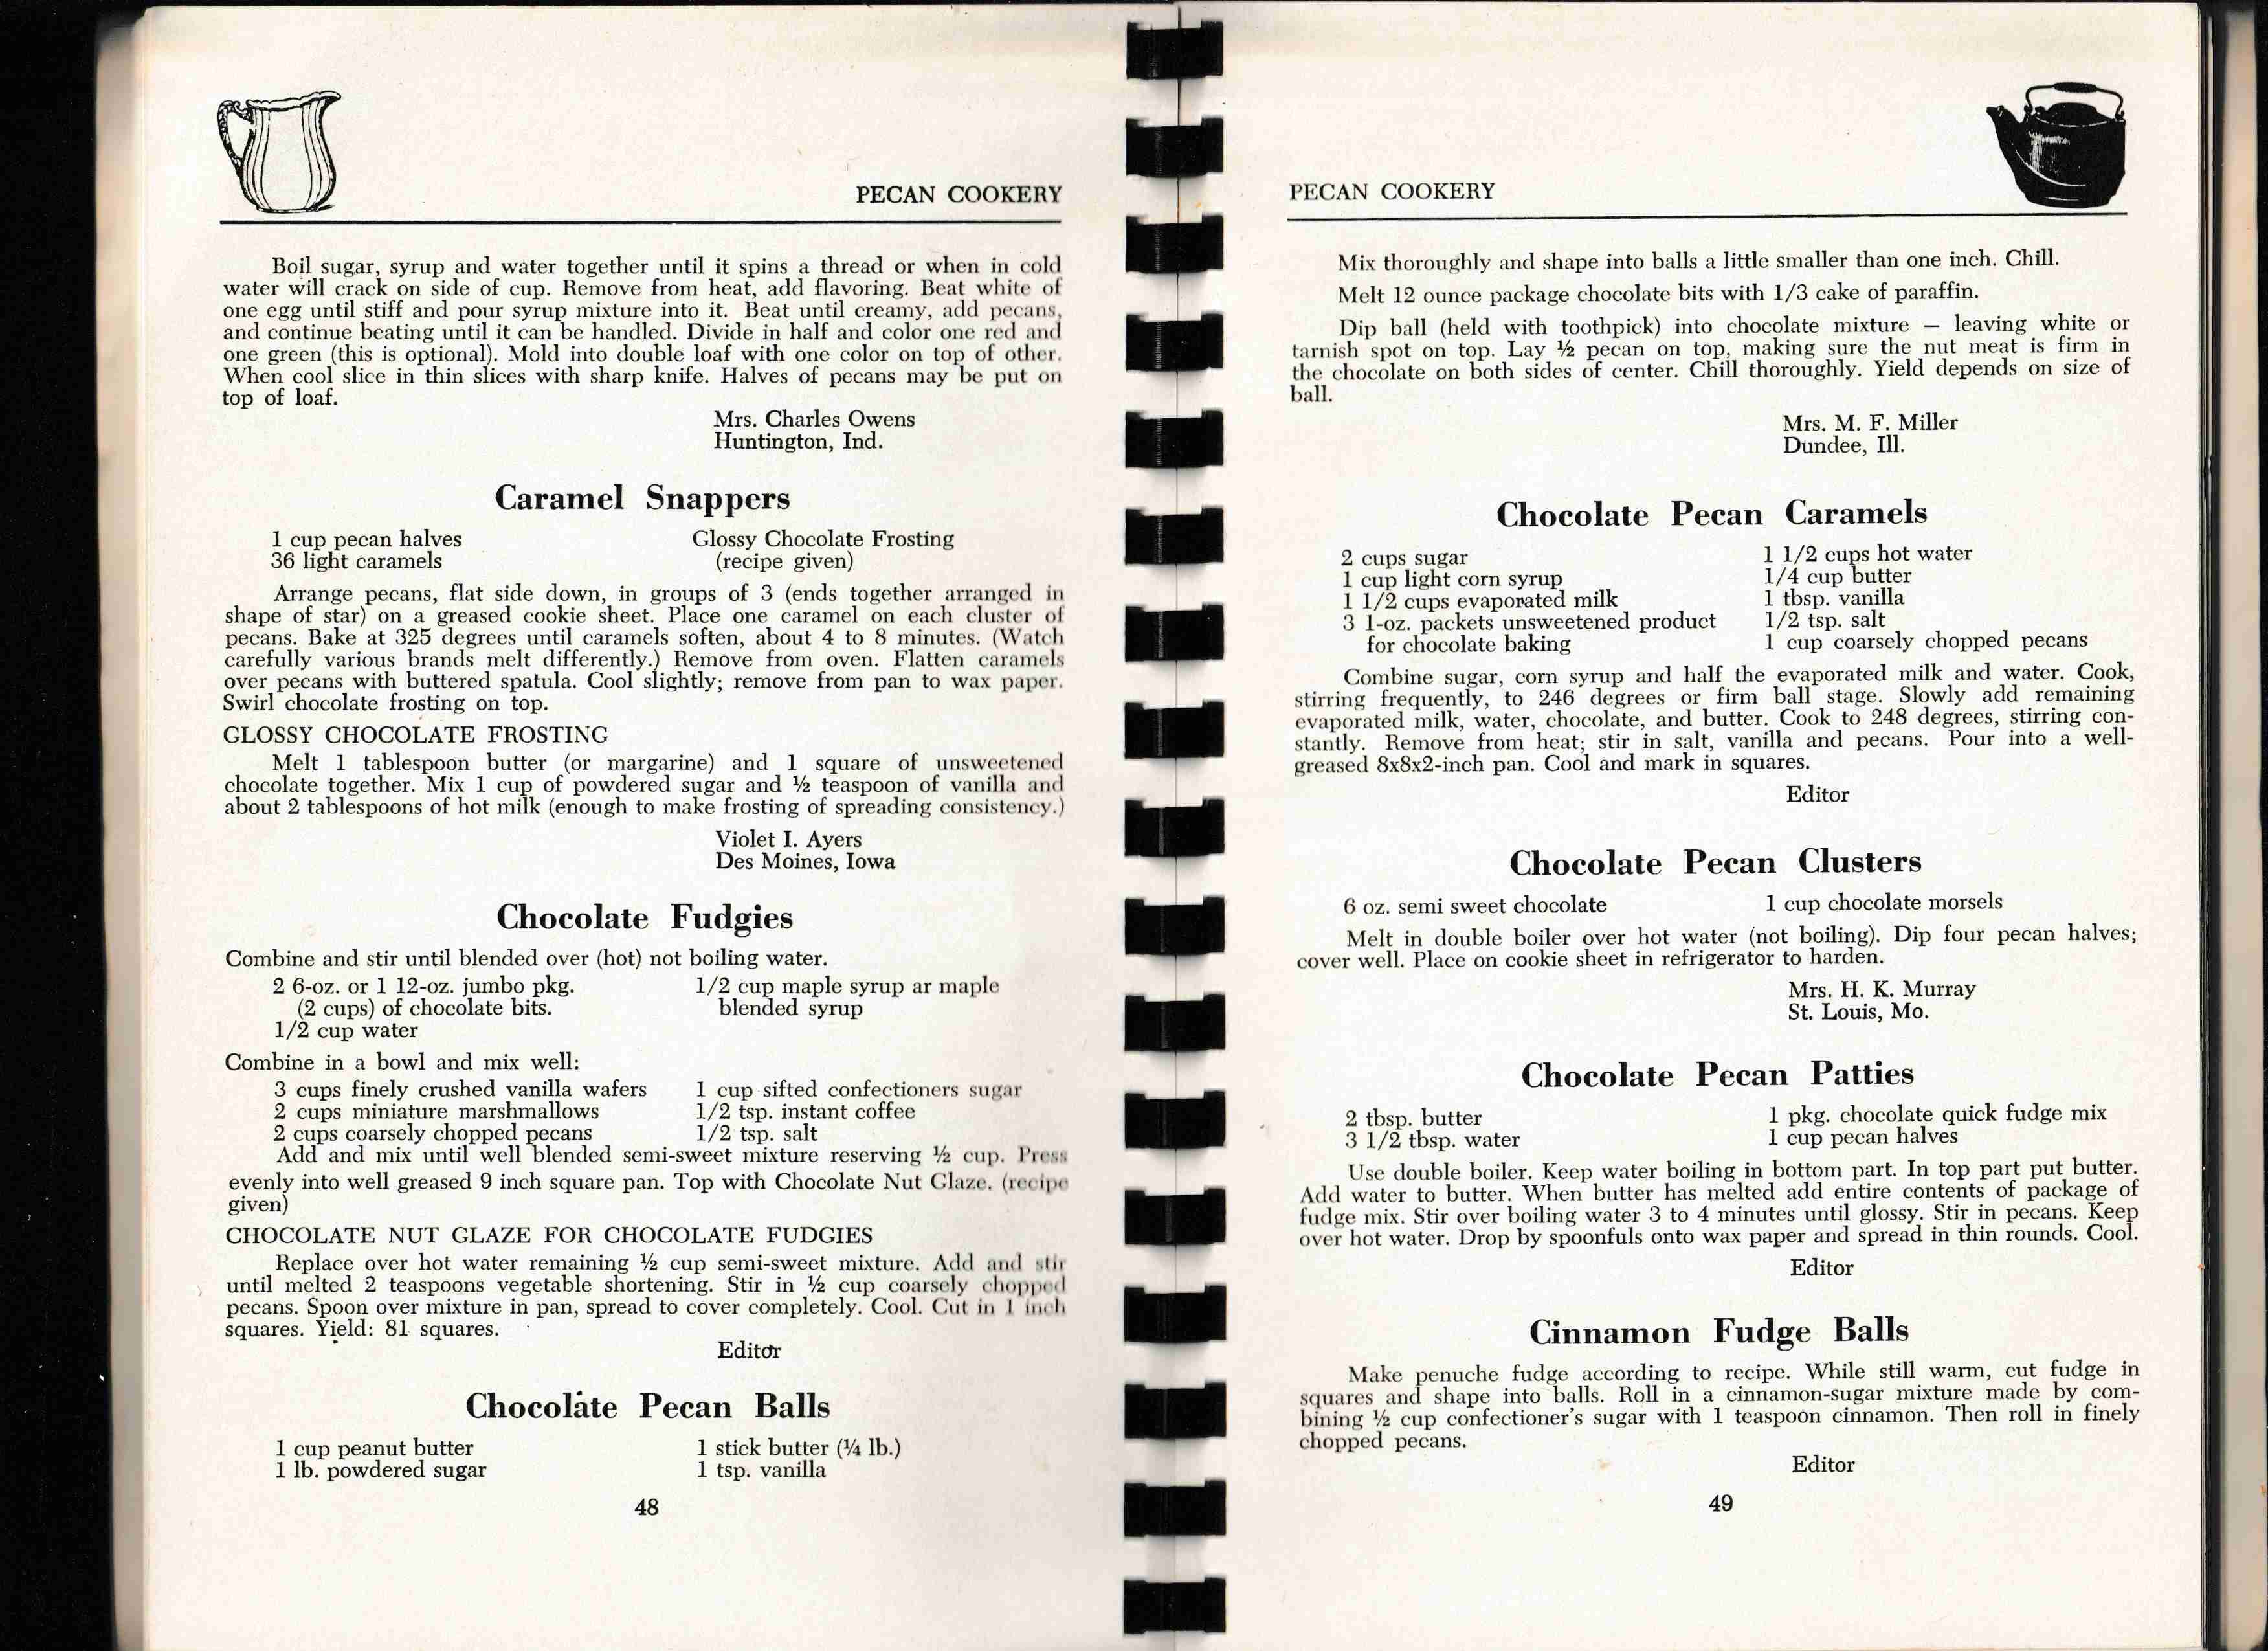 PECAN COOKERY
Boil sugar, syrup and water together until it spins a thread or when in cold
water will crack on side of cup. Remove from heat, add flavoring. Beat white of
one egg until stiff and pour syrup mixture into it. Beat until creamy, add pecans,
and continue beating until it can be handled. Divide in half and color one red and
one green (this is optional). Mold into double loaf with one color on top of other.
When cool slice in thin slices with sharp knife. Halves of pecans may be put on
top of loaf.
Mrs. Charles Owens
Huntington, Ind.
Caramel Snappers
1 cup pecan halves
36 light caramels
Glossy Chocolate Frosting
(recipe given)
Arrange pecans, flat side down, in groups of 3 (ends together arranged in
shape of star) on a greased cookie sheet. Place one caramel on each cluster of
pecans. Bake at 325 degrees until caramels soften, about 4 to 8 minutes. (Watch
carefully various brands melt differently.) Remove from oven. Flatten caramels
over pecans with buttered spatula. Cool slightly; remove from pan to wax paper.
Swirl chocolate frosting on top.
GLOSSY CHOCOLATE FROSTING
Melt 1 tablespoon butter (or margarine) and 1 square of unsweetened
chocolate together. Mix 1 cup of powdered sugar and ½ teaspoon of vanilla and
about 2 tablespoons of hot milk (enough to make frosting of spreading consistency.)
Violet I. Ayers
Des Moines, Iowa
Chocolate Fudgies
Combine and stir until blended over (hot) not boiling water.
2 6-oz. or 1 12-oz. jumbo pkg.
(2 cups) of chocolate bits.
1/2 cup water
1/2 cup maple syrup ar maple
blended syrup
Combine in a bowl and mix well:
3 cups finely crushed vanilla wafers
2 cups miniature marshmallows
2 cups coarsely chopped pecans
1 cup sifted confectioners sugar
1/2 tsp. instant coffee
1/2 tsp. salt
Add and mix until well blended semi-sweet mixture reserving ½ cup. Press
evenly into well greased 9 inch square pan. Top with Chocolate Nut Glaze. (recipe
given)
CHOCOLATE NUT GLAZE FOR CHOCOLATE FUDGIES
Replace over hot water remaining ½ cup semi-sweet mixture. Add and stir
until melted 2 teaspoons vegetable shortening. Stir in ½ cup coarsely chopped
pecans. Spoon over mixture in pan, spread to cover completely. Cool. Cut in 1 inch
squares. Yield: 81 squares.
Editor
Chocolate Pecan Balls
1 cup peanut butter
1 lb. powdered sugar
1 stick butter (¼ lb.)
1 tsp. vanilla
48
PECAN COOKERY
Mix thoroughly and shape into balls a little smaller than one inch. Chill.
Melt 12 ounce package chocolate bits with 1/3 cake of paraffin.
Dip ball (held with toothpick) into chocolate mixture — leaving white or
tarnish spot on top. Lay ½ pecan on top, making sure the nut meat is firm in
the chocolate on both sides of center. Chill thoroughly. Yield depends on size of
ball.
Mrs. M. F. Miller
Dundee, Ill.
Chocolate Pecan Caramels
2 cups sugar
1 cup light corn syrup
1 1/2 cups evaporated milk
3 1-oz. packets unsweetened product
for chocolate baking
1 1/2 cups hot water
1/4 cup butter
1 tbsp. vanilla
1/2 tsp. salt
1 cup coarsely chopped pecans
Combine sugar, corn syrup and half the evaporated milk and water. Cook,
stirring frequently, to 246 degrees or firm ball stage. Slowly add remaining
evaporated milk, water, chocolate, and butter. Cook to 248 degrees, stirring con-
stantly. Remove from heat; stir in salt, vanilla and pecans. Pour into a well-
greased 8x8x2-inch pan. Cool and mark in squares.
Editor
Chocolate Pecan Clusters
6 oz. semi sweet chocolate
1 cup chocolate morsels
Melt in double boiler over hot water (not boiling). Dip four pecan halves;
cover well. Place on cookie sheet in refrigerator to harden.
Mrs. H. K. Murray
St. Louis, Mo.
Chocolate Pecan Patties
2 tbsp. butter
3 1/2 tbsp. water
1 pkg. chocolate quick fudge mix
1 cup pecan halves
Use double boiler. Keep water boiling in bottom part. In top part put butter.
Add water to butter. When butter has melted add entire contents of package of
fudge mix. Stir over boiling water 3 to 4 minutes until glossy. Stir in pecans. Keep
over hot water. Drop by spoonfuls onto wax paper and spread in thin rounds. Cool.
Editor
Cinnamon Fudge Balls
Make penuche fudge according to recipe. While still warm, cut fudge in
squares and shape into balls. Roll in a cinnamon-sugar mixture made by com-
bining ½ cup confectioner's sugar with 1 teaspoon cinnamon. Then roll in finely
chopped pecans.
Editor
49